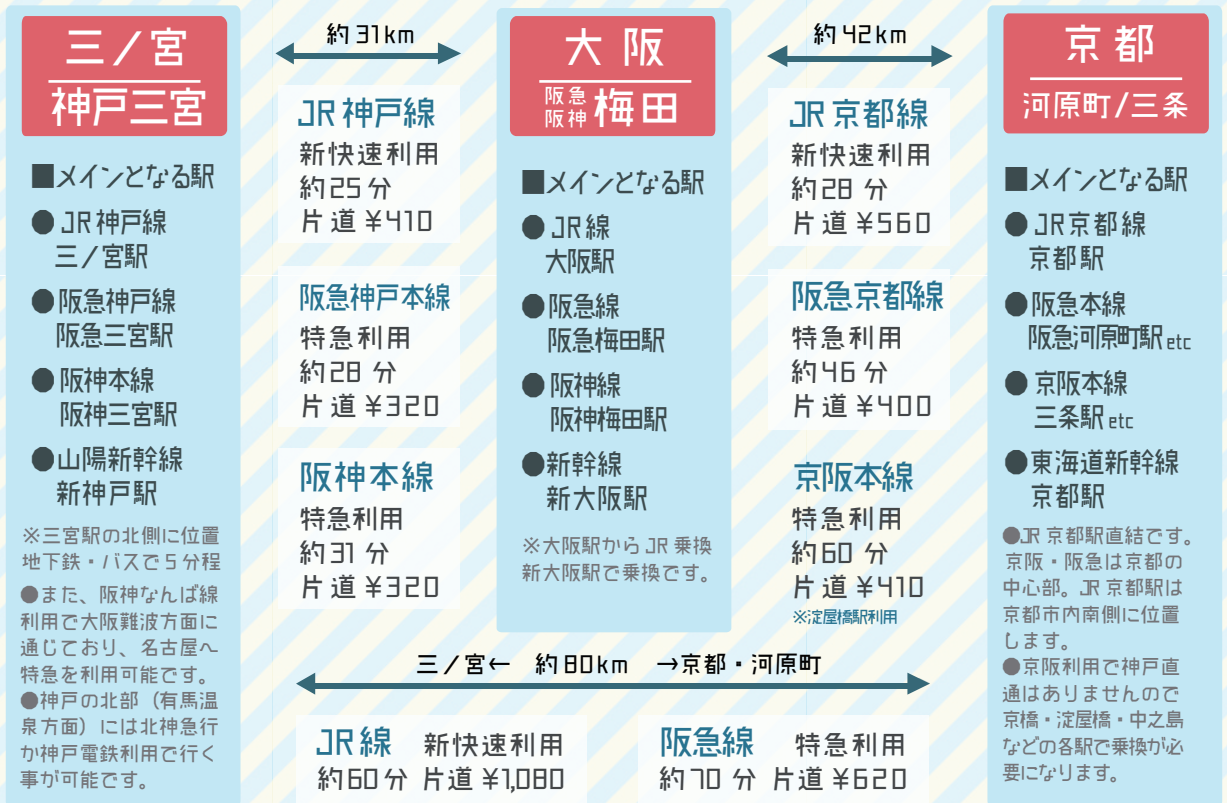 三ノ宮
神戸三宮
■メインとなる駅
●JR神戸線
三ノ宮駅
●阪急神戸線
阪急三宮駅
●阪神本線
阪神三宮駅
●山陽新幹線
新神戸駅
※三宮駅の北側に位置
地下鉄・バスで5分程
●また、阪神なんば線
利用で大阪難波方面に
通じており、名古屋へ
特急を利用可能です。
●神戸の北部（有馬温
泉方面）には北神急行
か神戸電鉄利用で行く
事が可能です。
約31km
JR神戸線
新快速利用
約25分
片道¥410
阪急神戸本線
特急利用
約28分
片道¥320
阪神本線
特急利用
約31分
片道¥320
大阪
阪急
阪神 梅田
■メインとなる駅
●JR線
大阪駅
●阪急線
阪急梅田駅
●阪神線
阪神梅田駅
●新幹線
新大阪駅
※大阪駅からJR乗換
新大阪駅で乗換です。
約42km
JR京都線
新快速利用
約28分
片道¥560
阪急京都線
特急利用
約46分
片道¥400
京阪本線
特急利用
約60分
片道¥410
※淀屋橋駅利用
京都
河原町/三条
■メインとなる駅
●JR京都線
京都駅
●阪急本線
阪急河原町駅etc
●京阪本線
三条駅etc
●東海道新幹線
京都駅
●JR京都駅直結です。
京阪・阪急は京都の
中心部。JR京都駅は
京都市内南側に位置
します。
●京阪利用で神戸直
通はありませんので
京橋・淀屋橋・中之島
などの各駅で乗換が必
要になります。
三ノ宮← 約80km →京都・河原町
JR線 新快速利用
約60分 片道¥1,080
阪急線 特急利用
約70分 片道¥620